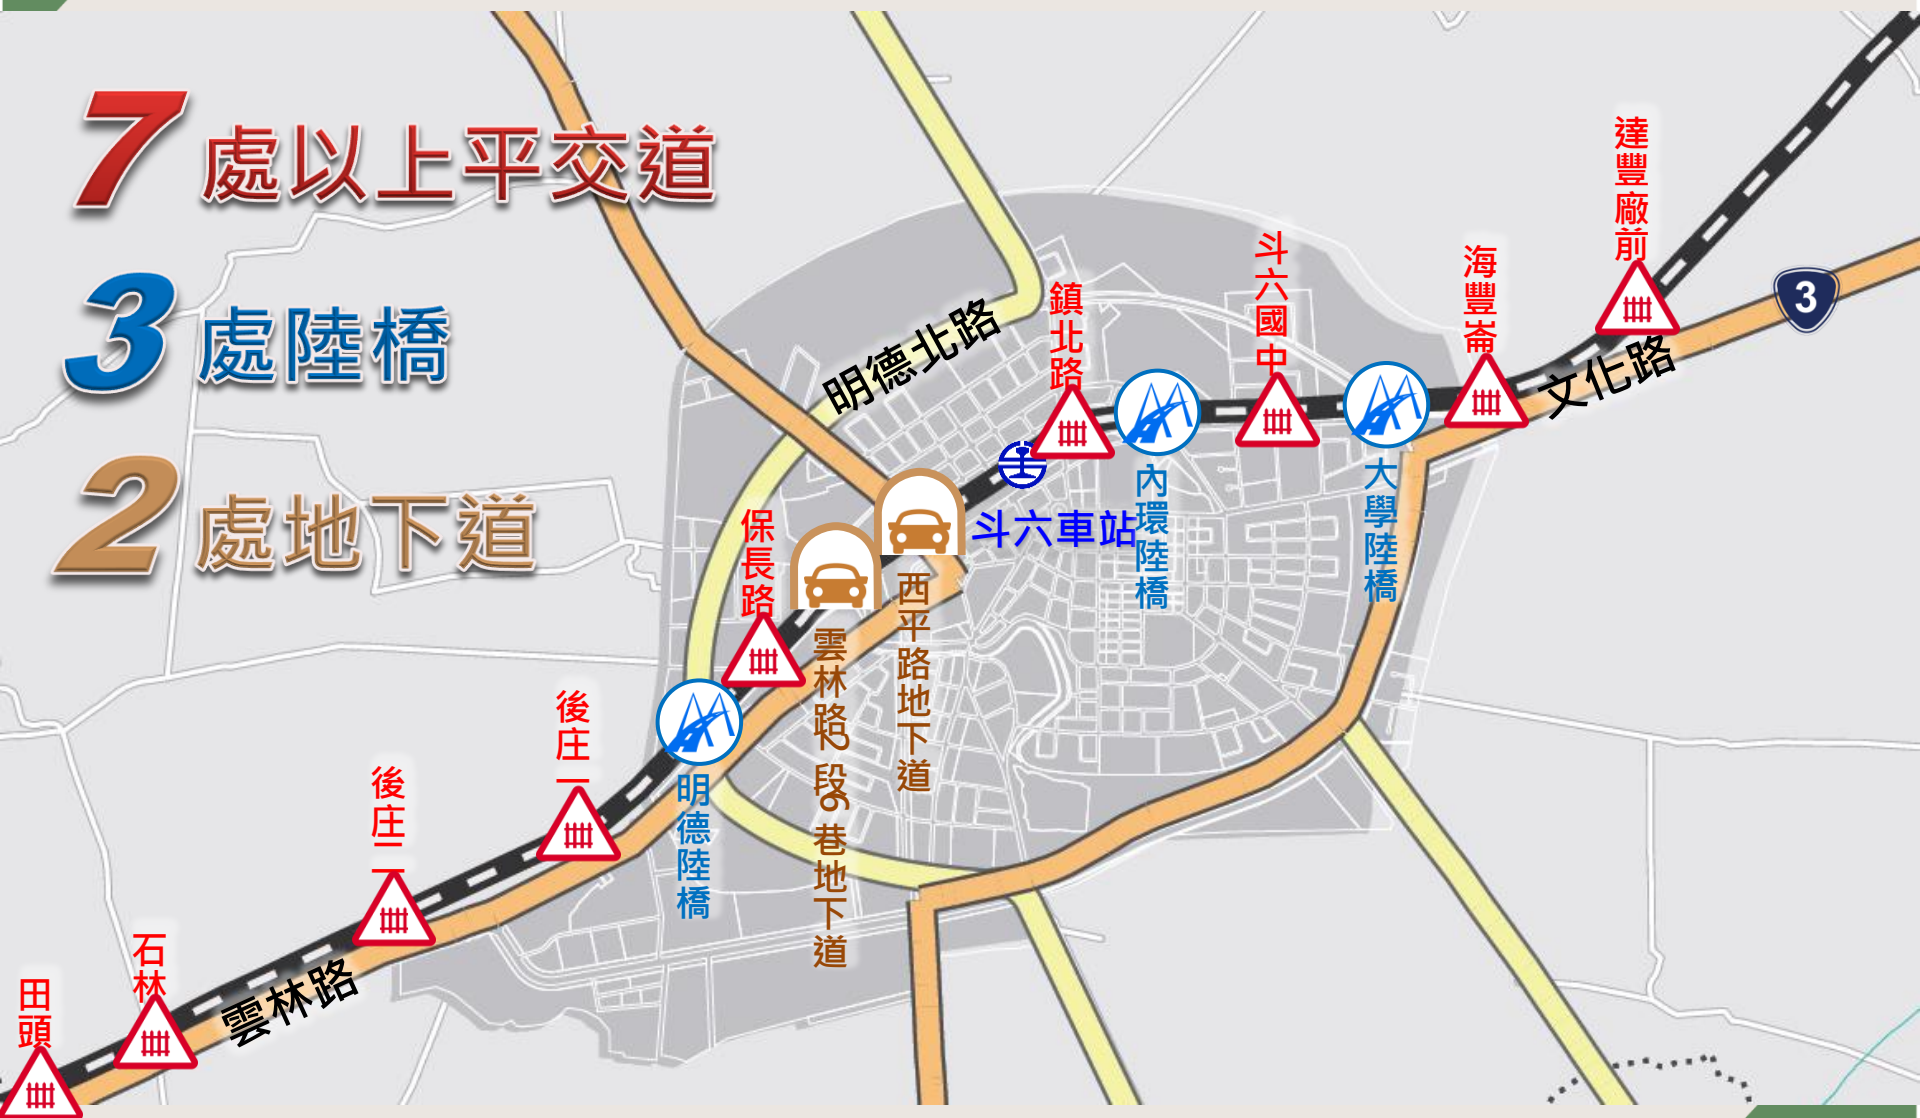 7處以上平交道
3處陸橋
2處地下道
達豐廠前
3
海豐崙
文化路
斗六國中
鎮北路
明德北路
大學陸橋
內環陸橋
斗六車站
保長路
西平路地下道
雲林路2段69巷地下道
明德陸橋
後庄一
後庄二
石林
雲林路
田頭